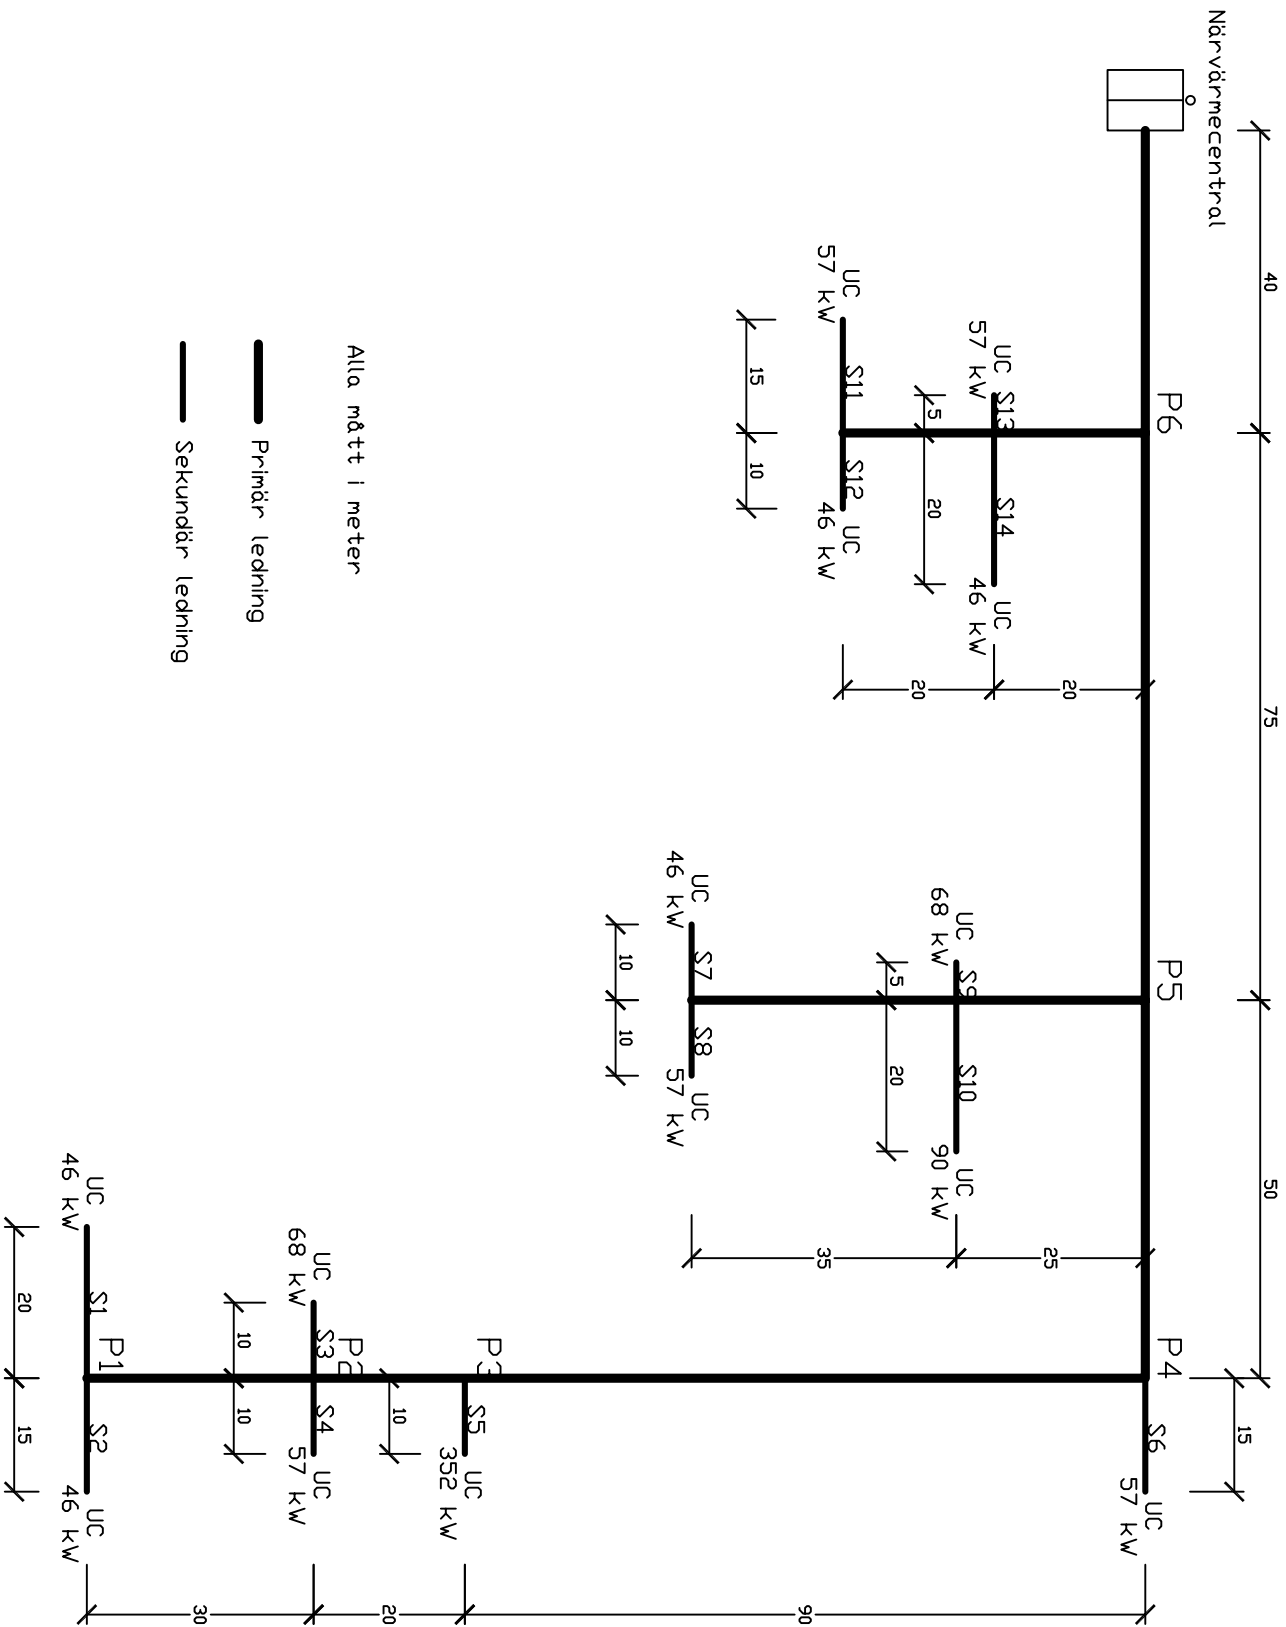 40
75
50
15
Närvärmecentral
P6
P5
P4
S6
UC
57 kW
20
25
UC
57 kW
S13
S14
UC
46 kW
UC
68 kW
S9
S10
UC
90 kW
5
20
20
5
20
35
UC
57 kW
S11
S12
UC
46 kW
90
15
10
UC
46 kW
S7
S8
UC
57 kW
10
10
P3
S5
UC
352 kW
10
20
Alla mått i meter
P2
UC
68 kW
S3
S4
UC
57 kW
Primär ledning
10
10
30
Sekundär ledning
P1
UC
46 kW
S1
S2
UC
46 kW
20
15